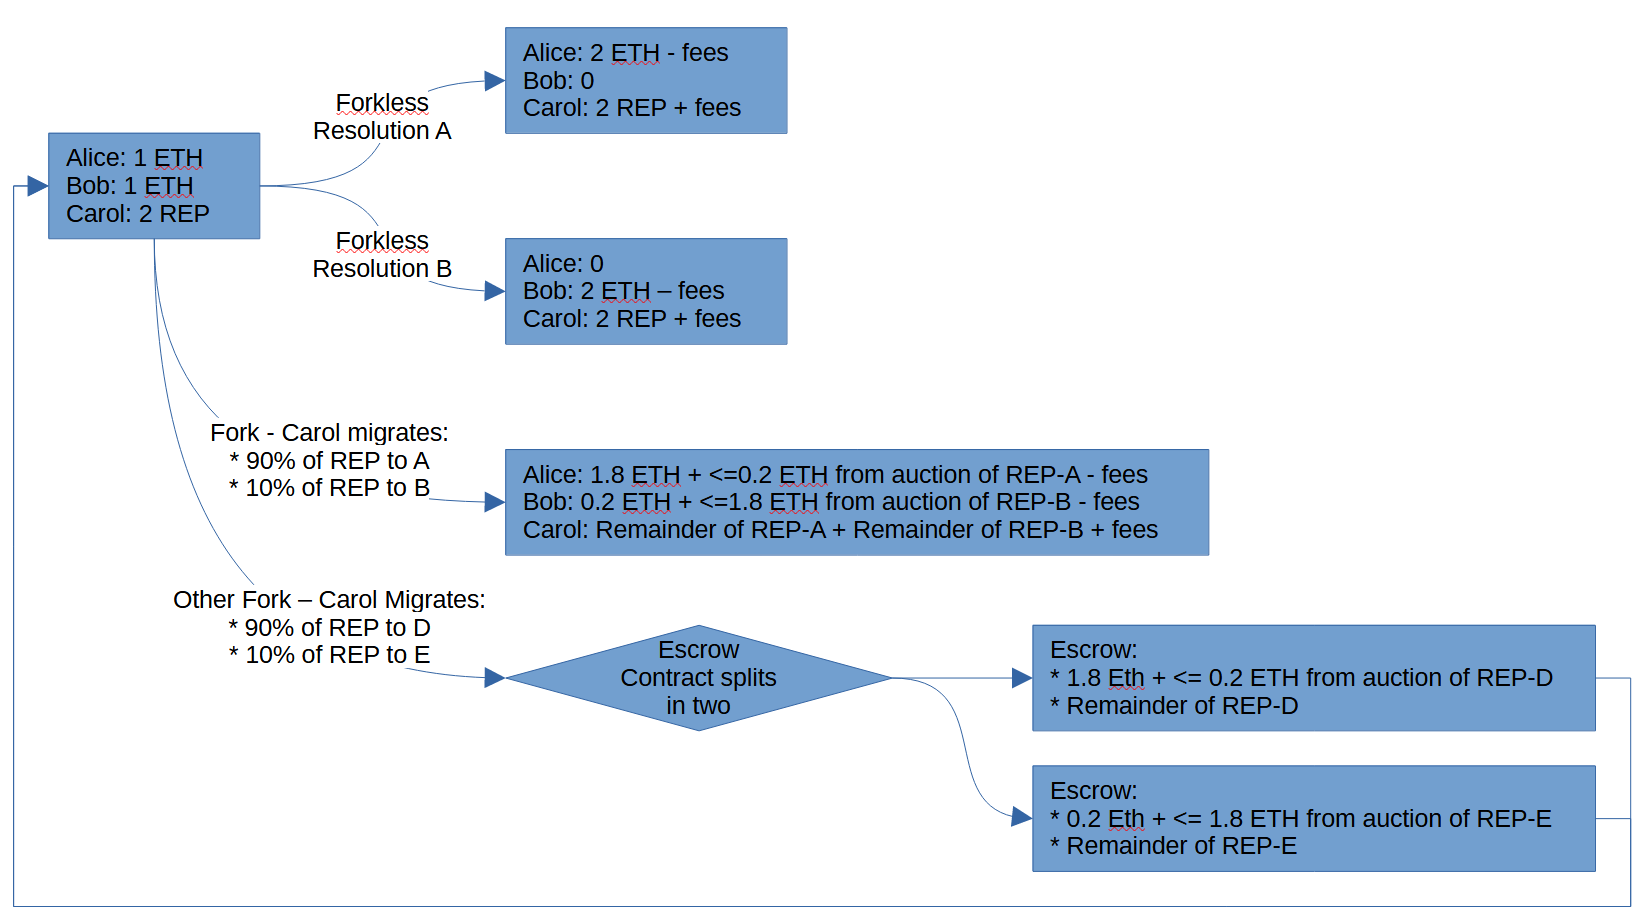 Alice: 2 ETH - fees
Bob: 0
Carol: 2 REP + fees
Forkless
Resolution A
Alice: 1 ETH
Bob: 1 ETH
Carol: 2 REP
Forkless
Resolution B
Alice: 0
Bob: 2 ETH – fees
Carol: 2 REP + fees
Fork - Carol migrates:
* 90% of REP to A
* 10% of REP to B
Alice: 1.8 ETH + <=0.2 ETH from auction of REP-A - fees
Bob: 0.2 ETH + <=1.8 ETH from auction of REP-B - fees
Carol: Remainder of REP-A + Remainder of REP-B + fees
Other Fork – Carol Migrates:
* 90% of REP to D
* 10% of REP to E
Escrow
Contract splits
in two
Escrow:
* 1.8 Eth + <= 0.2 ETH from auction of REP-D
* Remainder of REP-D
Escrow:
* 0.2 Eth + <= 1.8 ETH from auction of REP-E
* Remainder of REP-E